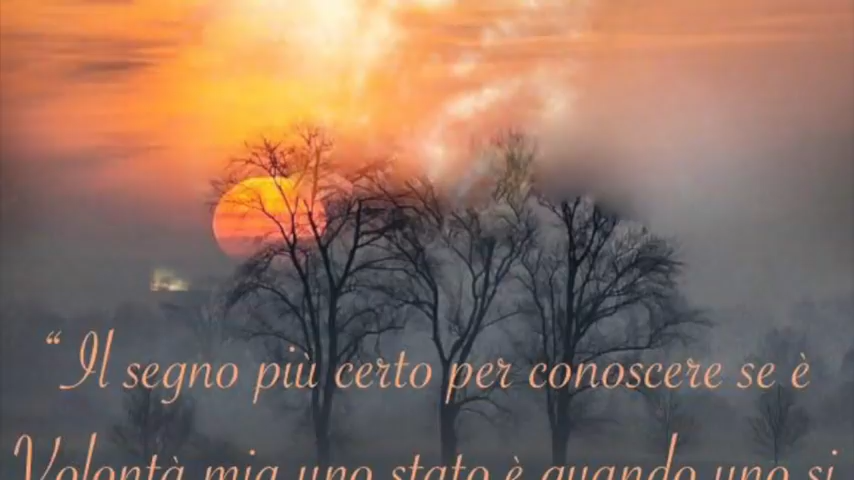 “Il segno più certo per conoscere se è
Volontà mia uno stato è quando uno si